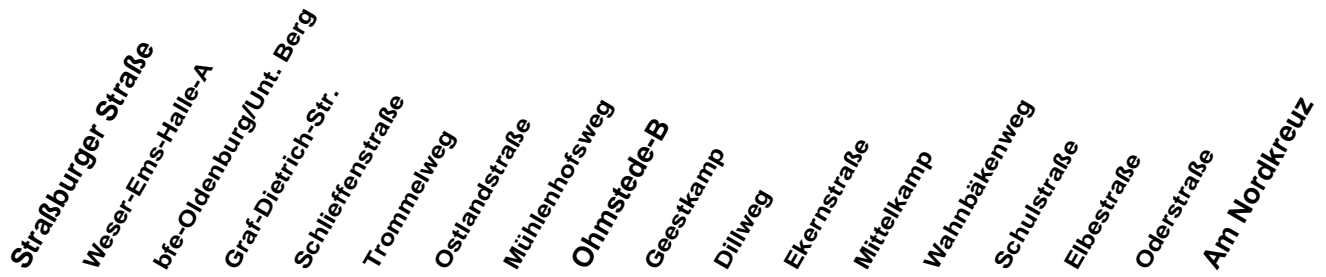 Straßburger Straße
Weser-Ems-Halle-A
bfe-Oldenburg/Unt. Berg
Graf-Dietrich-Str.
Schlieffenstraße
Trommelweg
Ostlandstraße
Mühlenhofsweg
Ohmstede-B
Geestkamp
Dillweg
Ekernstraße
Mittelkamp
Wahnbäkenweg
Schulstraße
Elbestraße
Oderstraße
Am Nordkreuz